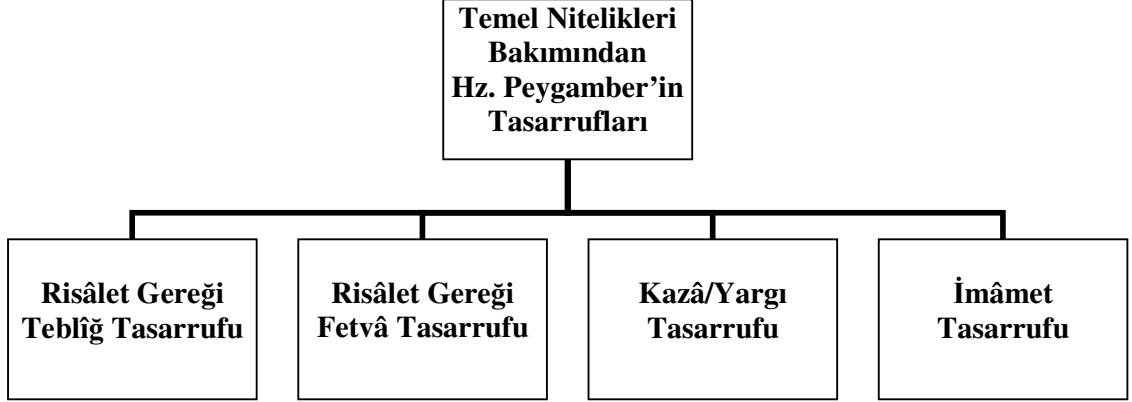 Temel Nitelikleri
Bakımından
Hz. Peygamber’in
Tasarrufları
Risâlet Gereği
Teblîğ Tasarrufu
Risâlet Gereği
Fetvâ Tasarrufu
Kazâ/Yargı
Tasarrufu
İmâmet
Tasarrufu